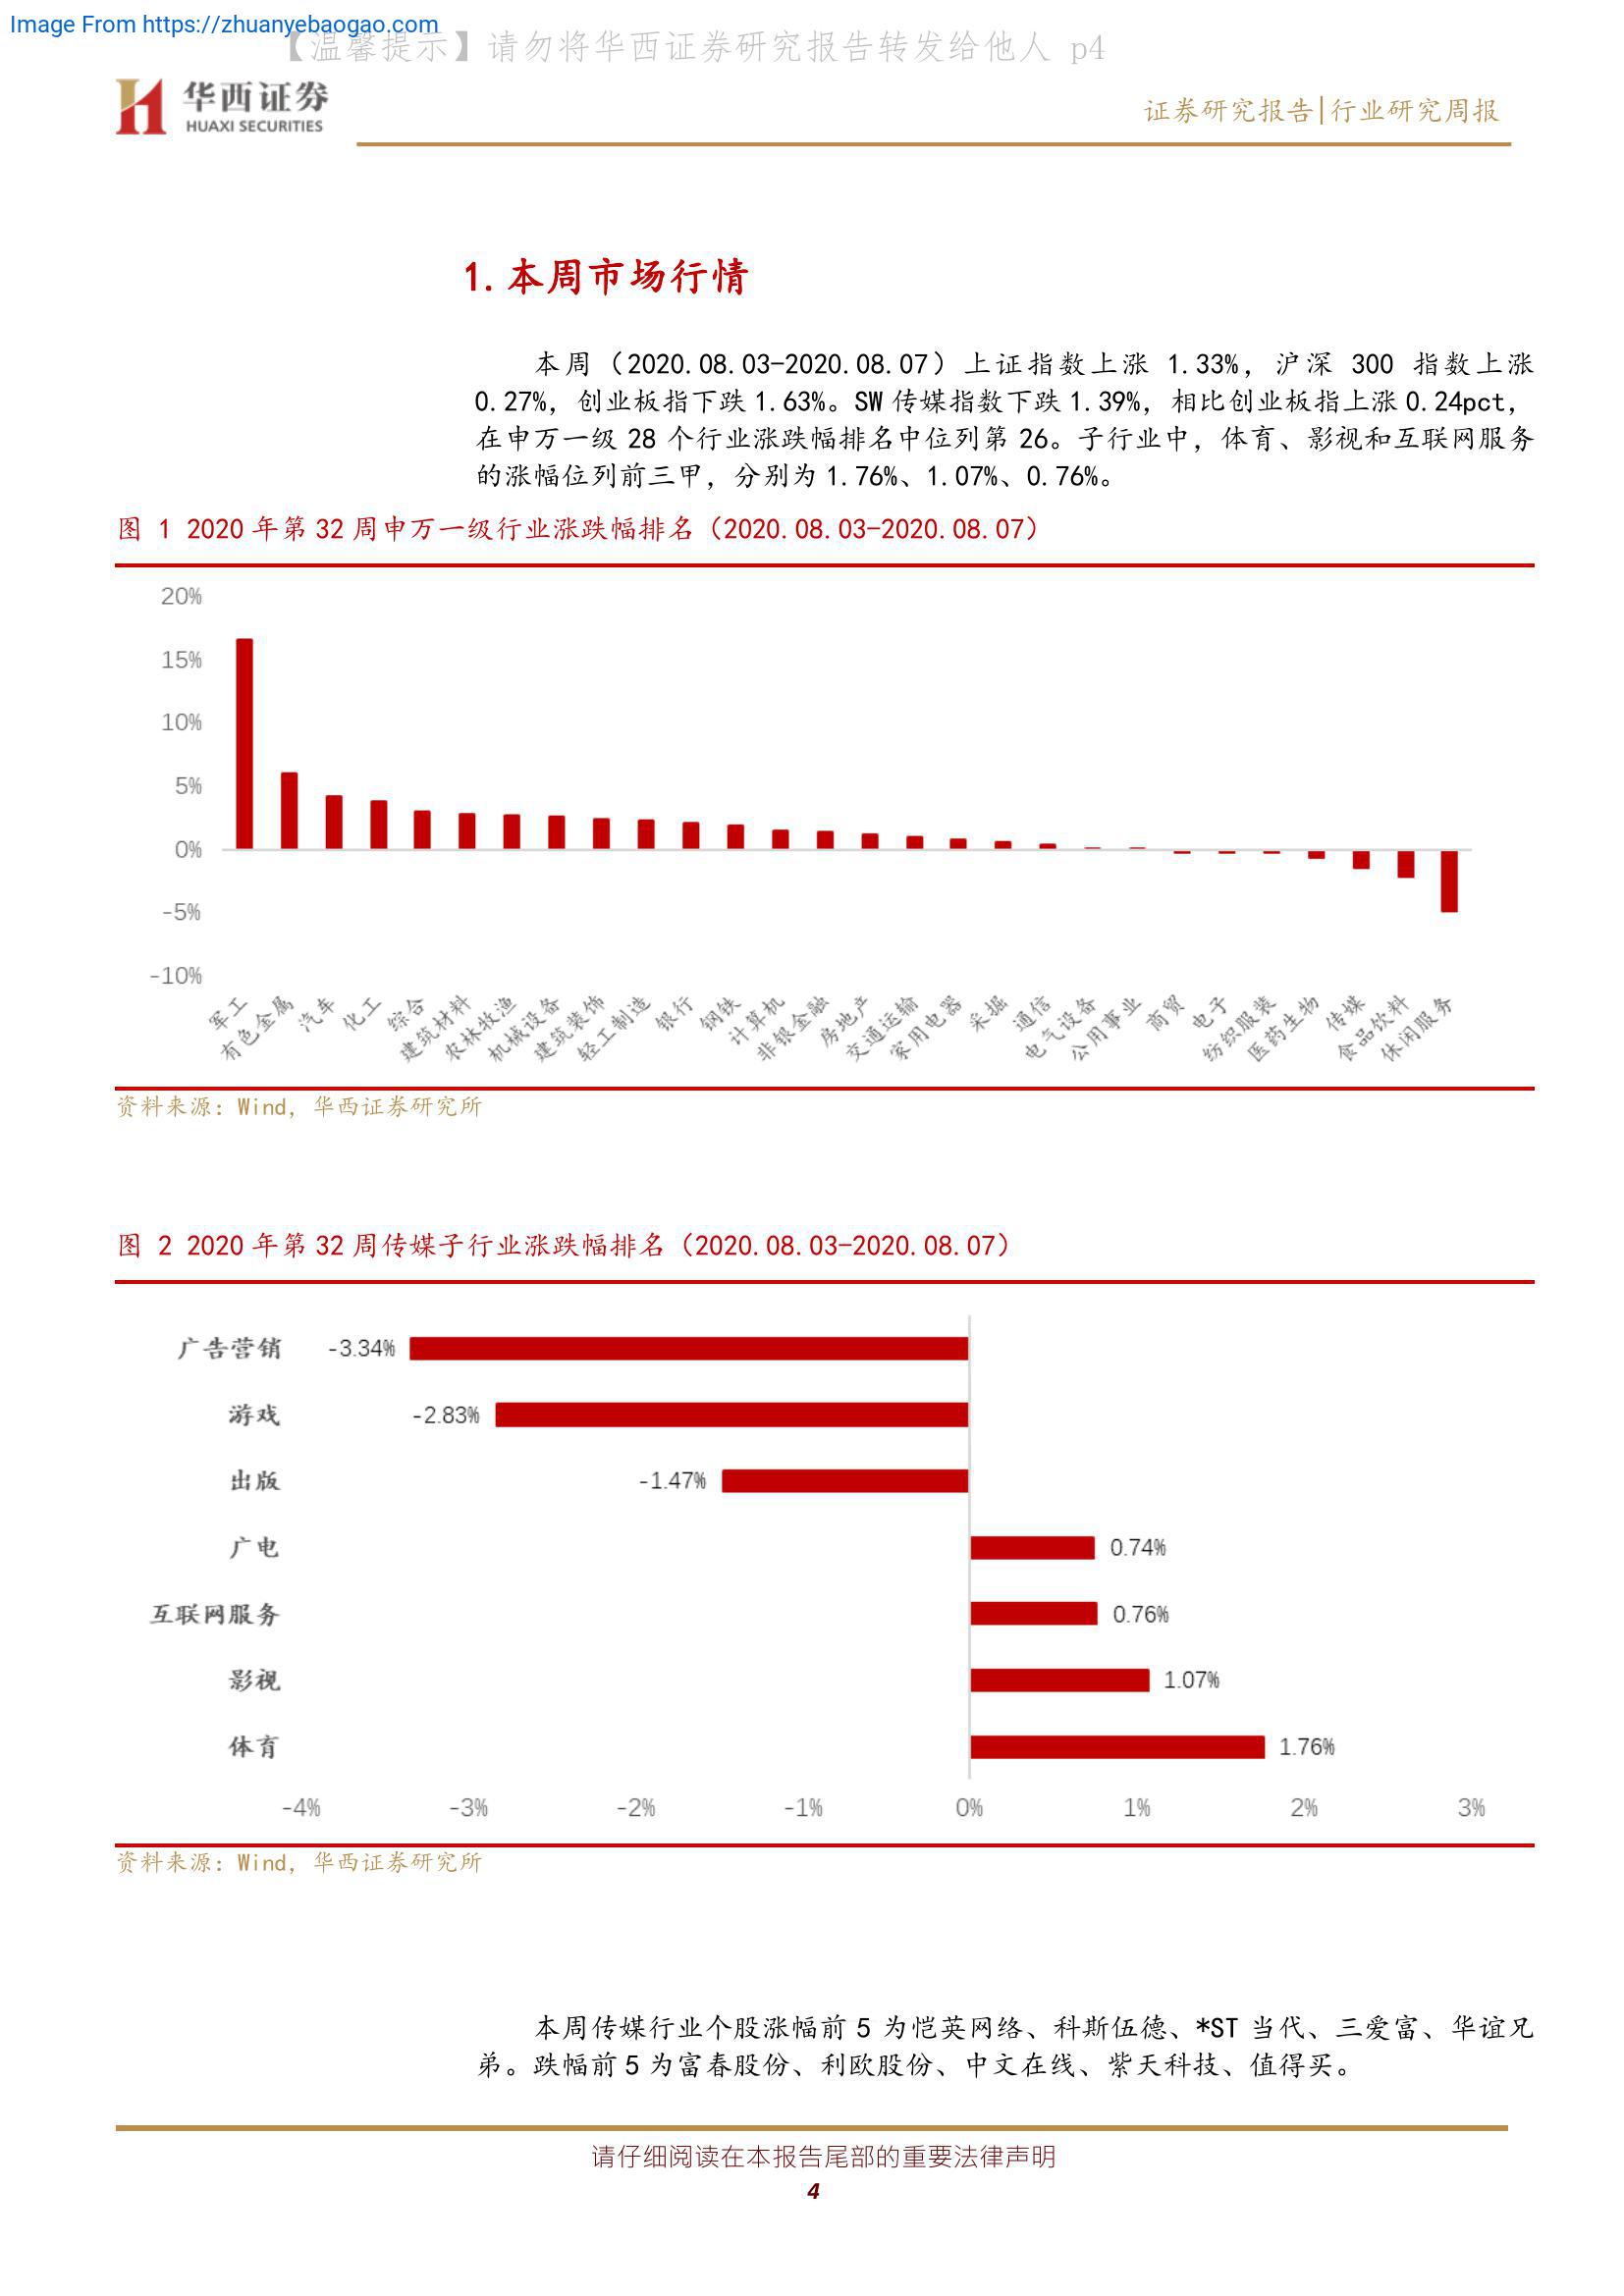 Image From https://zhuanyebaogao.com
【温馨提示】请勿将华西证券研究报告转发给他人 p4
华西证券
HUAXI SECURITIES
证券研究报告|行业研究周报
1.本周市场行情
本周（2020.08.03-2020.08.07）上证指数上涨 1.33%，沪深 300 指数上涨
0.27%，创业板指下跌 1.63%。SW 传媒指数下跌 1.39%，相比创业板指上涨 0.24pct，
在申万一级 28 个行业涨跌幅排名中位列第 26。子行业中，体育、影视和互联网服务
的涨幅位列前三甲，分别为 1.76%、1.07%、0.76%。
图 1 2020 年第 32 周申万一级行业涨跌幅排名（2020.08.03-2020.08.07）
20%
15%
10%
5%
0%
-5%
-10%
军工
有色金属
汽车
化工
综合
建筑材料
农林牧渔
机械设备
建筑装饰
轻工制造
银行
钢铁
计算机
非银金融
房地产
交通运输
家用电器
采掘
通信
电气设备
公用事业
商贸
电子
纺织服装
医药生物
传媒
食品饮料
休闲服务
资料来源：Wind，华西证券研究所
图 2 2020 年第 32 周传媒子行业涨跌幅排名（2020.08.03-2020.08.07）
广告营销 -3.34%
游戏 -2.83%
出版 -1.47%
广电 0.74%
互联网服务 0.76%
影视 1.07%
体育 1.76%
-4% -3% -2% -1% 0% 1% 2% 3%
资料来源：Wind，华西证券研究所
本周传媒行业个股涨幅前 5 为恺英网络、科斯伍德、*ST 当代、三爱富、华谊兄
弟。跌幅前 5 为富春股份、利欧股份、中文在线、紫天科技、值得买。
请仔细阅读在本报告尾部的重要法律声明
4